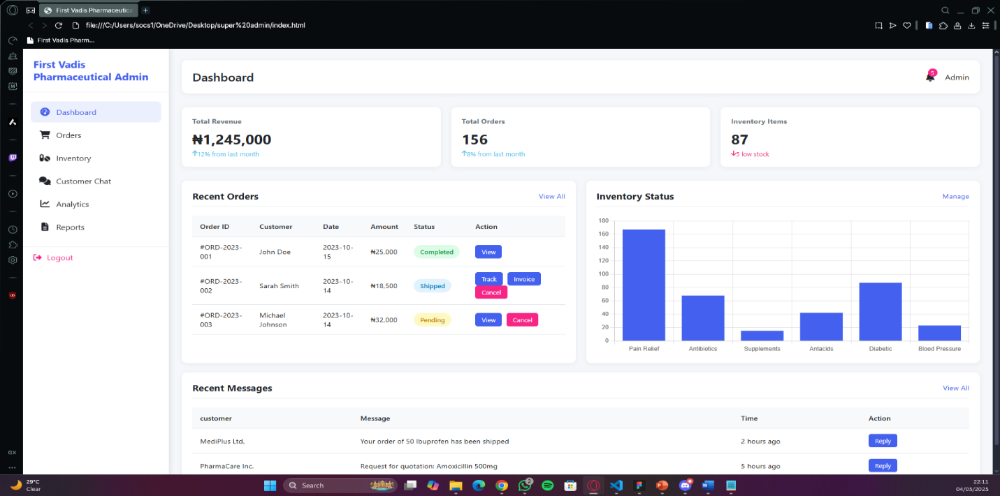 First Vadis Pharmaceutica
file:///C:/Users/socs1/OneDrive/Desktop/super%20admin/index.html
First Vadis Pharm...
First Vadis
Pharmaceutical Admin
Dashboard
Orders
Inventory
Customer Chat
Analytics
Reports
Logout
Dashboard
5
Admin
Total Revenue
₦1,245,000
↑12% from last month
Total Orders
156
↑8% from last month
Inventory Items
87
↓5 low stock
Recent Orders
View All
Order ID Customer Date Amount Status Action
#ORD-2023-
001
John Doe
2023-10-
15
₦25,000
Completed
View
#ORD-2023-
002
Sarah Smith
2023-10-
14
₦18,500
Shipped
Track Invoice
Cancel
#ORD-2023-
003
Michael
Johnson
2023-10-
14
₦32,000
Pending
View Cancel
Inventory Status
Manage
180
160
140
120
100
80
60
40
20
0
Pain Relief Antibiotics Supplements Antacids Diabetic Blood Pressure
Recent Messages
View All
customer Message Time Action
MediPlus Ltd. Your order of 50 Ibuprofen has been shipped 2 hours ago Reply
PharmaCare Inc. Request for quotation: Amoxicillin 500mg 5 hours ago Reply
GX
29°C
Clear
Search
2
22:11
04/05/2025